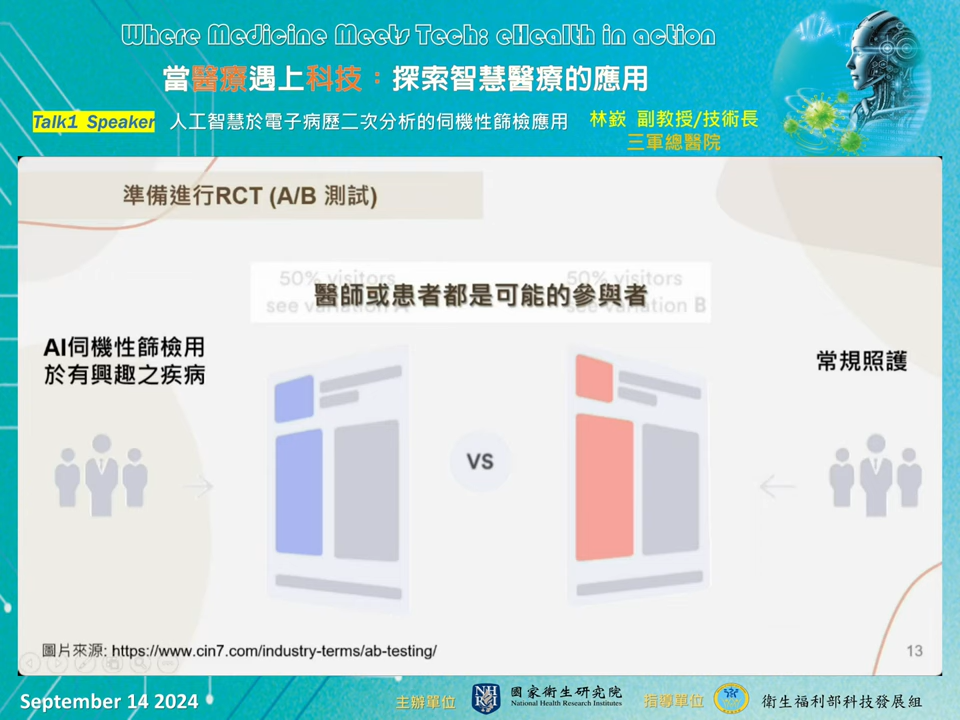 Where Medicine Meets Tech: eHealth in action
當醫療遇上科技：探索智慧醫療的應用
Talk1 Speaker 人工智慧於電子病歷二次分析的伺機性篩檢應用 林嶔 副教授/技術長
三軍總醫院
準備進行RCT (A/B 測試)
50% visitors
see variation A
50% visitors
see variation B
醫師或患者都是可能的參與者
AI伺機性篩檢用
於有興趣之疾病
常規照護
VS
圖片來源: https://www.cin7.com/industry-terms/ab-testing/
13
September 14 2024
主辦單位
NHRI
國家衛生研究院
National Health Research Institutes
指導單位
衛生福利部科技發展組